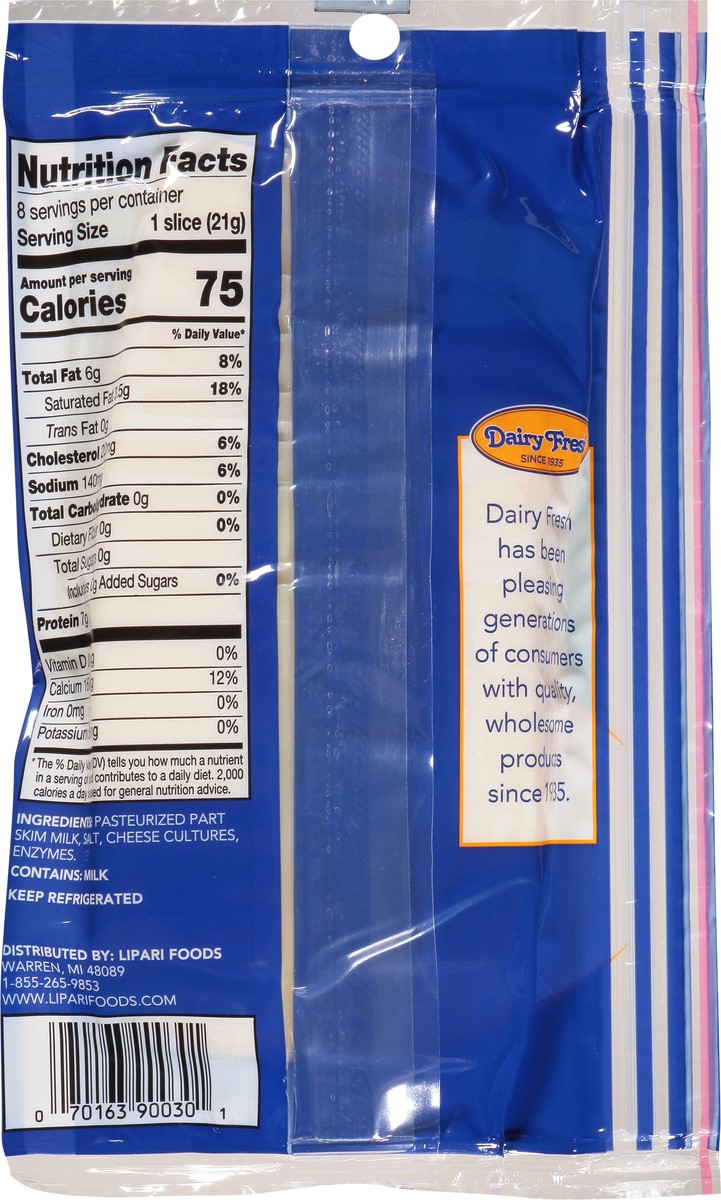 Nutrition Facts
8 servings per container
Serving Size 1 slice (21g)
Amount per serving
Calories 75
% Daily Value*
Total Fat 6g 8%
Saturated Fat 18%
Trans Fat 0g
Cholesterol 6%
Sodium 6%
Total Carbohydrate 0g 0%
Dietary 0g 0%
Total Sugars 0g
Includes Added Sugars 0%
Protein 7g
Vitamin D 0%
Calcium 12%
Iron 0mg 0%
Potassium 0%
* The % Daily (DV) tells you how much a nutrient
in a serving of contributes to a daily diet. 2,000
calories a day used for general nutrition advice.
INGREDIENTS: PASTEURIZED PART
SKIM MILK, SALT, CHEESE CULTURES,
ENZYMES.
CONTAINS: MILK
KEEP REFRIGERATED
DISTRIBUTED BY: LIPARI FOODS
WARREN, MI 48089
1-855-265-9853
WWW.LIPARIFOODS.COM
0 70163 90030 1
Dairy Fres
SINCE 1935
Dairy Fresh
has been
pleasing
generations
of consumers
with quality,
wholesome
products
since 1935.